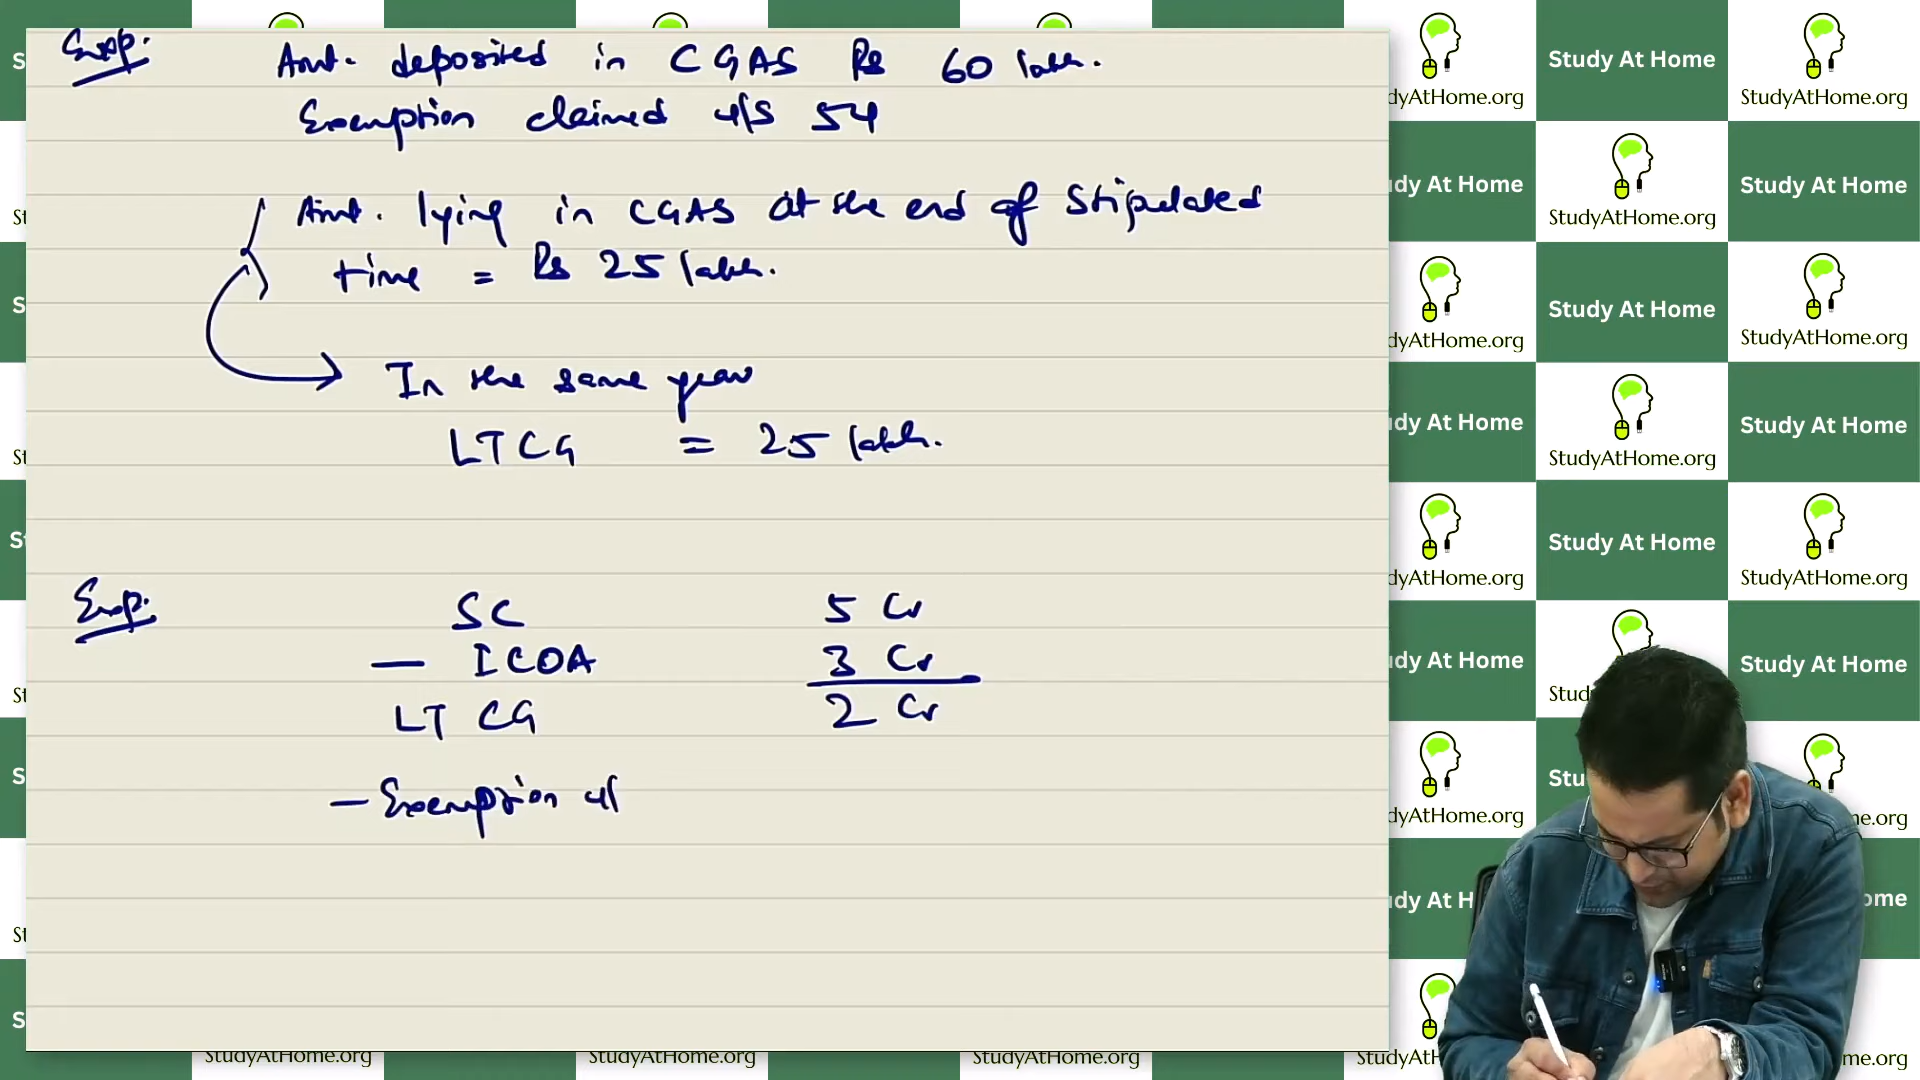 Exp.
Amt. deposited in CGAS Rs 60 lakh.
Exemption claimed u/s 54
Amt. lying in CGAS at the end of Stipulated
time = Rs 25 lakh.
In the same year
LTCG = 25 lakh.
Exp.
SC 5 Cr
— ICOA 3 Cr
LTCG 2 Cr
— Exemption u/
Study At Home
StudyAtHome.org